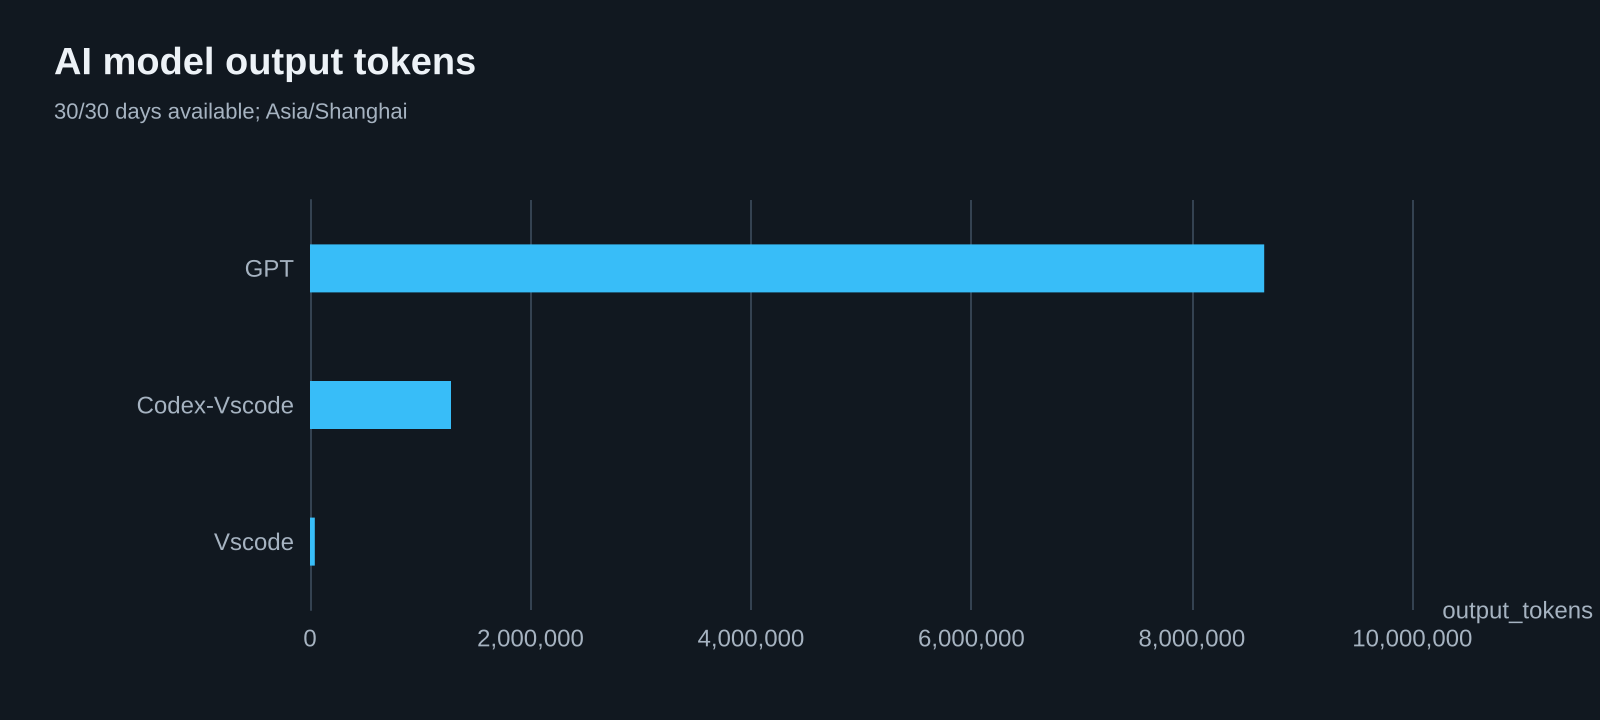 AI model output tokens
30/30 days available; Asia/Shanghai
GPT
Codex-Vscode
Vscode
output_tokens
0 2,000,000 4,000,000 6,000,000 8,000,000 10,000,000